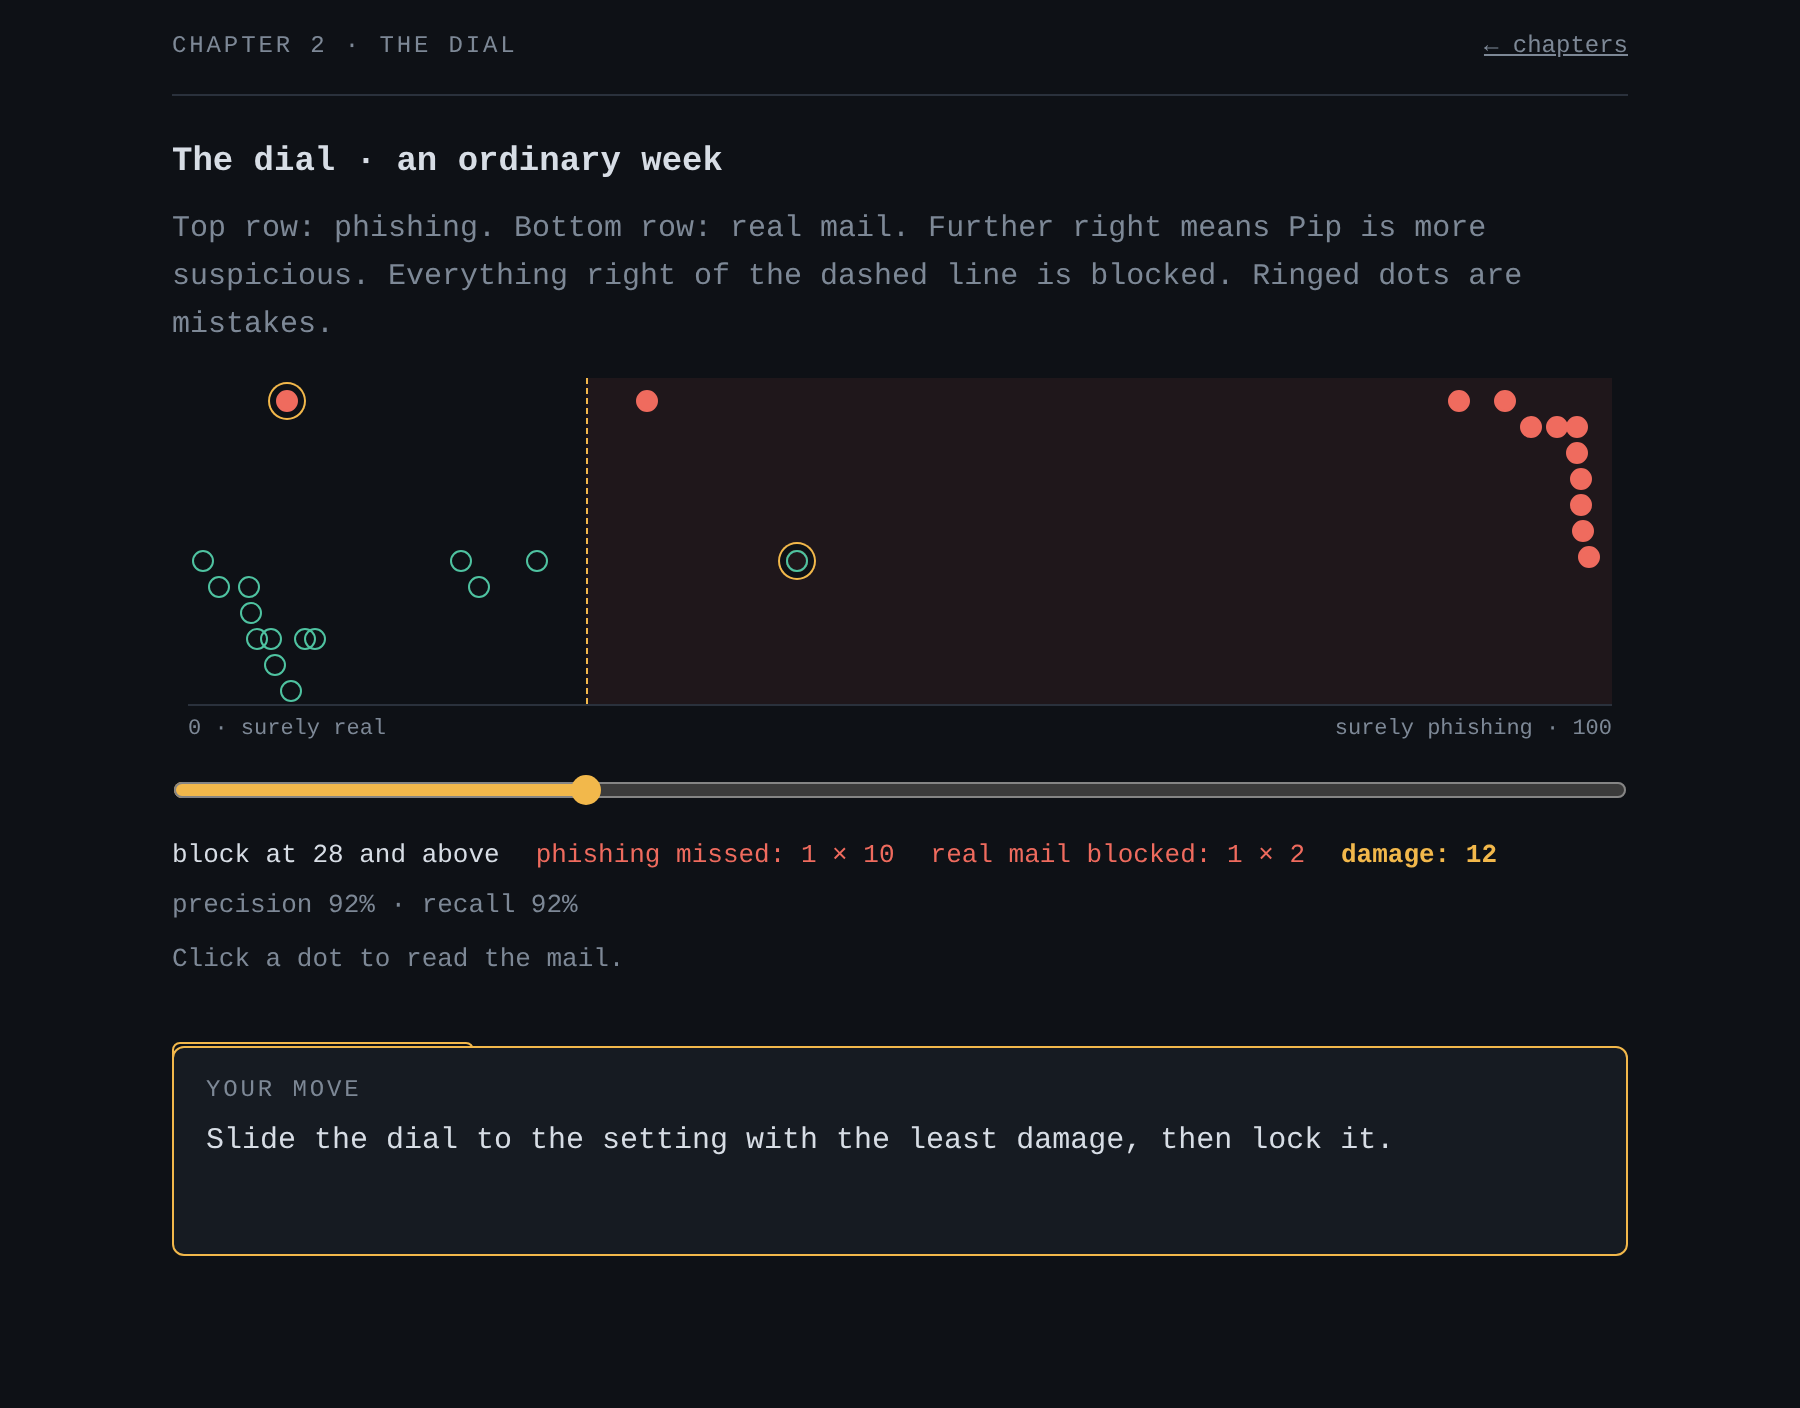 CHAPTER 2 · THE DIAL
← chapters
The dial · an ordinary week
Top row: phishing. Bottom row: real mail. Further right means Pip is more
suspicious. Everything right of the dashed line is blocked. Ringed dots are
mistakes.
0 · surely real
surely phishing · 100
block at 28 and above phishing missed: 1 × 10 real mail blocked: 1 × 2 damage: 12
precision 92% · recall 92%
Click a dot to read the mail.
YOUR MOVE
Slide the dial to the setting with the least damage, then lock it.